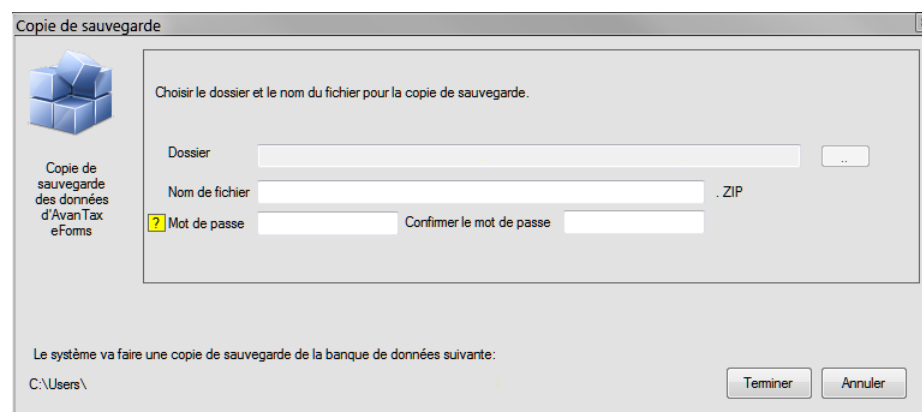 Copie de sauvegarde
Choisir le dossier et le nom du fichier pour la copie de sauvegarde.
Copie de
sauvegarde
des données
d'AvanTax
eForms
Dossier
..
Nom de fichier
. ZIP
? Mot de passe
Confirmer le mot de passe
Le système va faire une copie de sauvegarde de la banque de données suivante:
C:\Users\
Terminer
Annuler